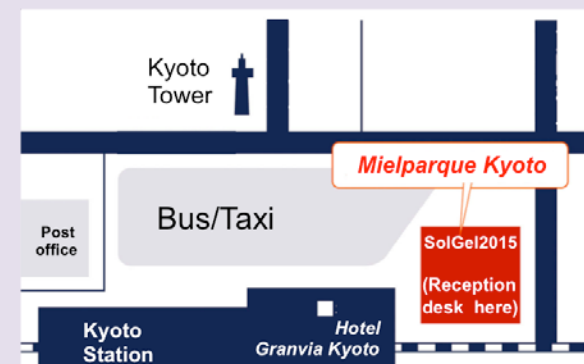 Kyoto
Tower
Mielparque Kyoto
Bus/Taxi
Post
office
SolGel2015
(Reception
desk here)
Kyoto
Station
Hotel
Granvia Kyoto